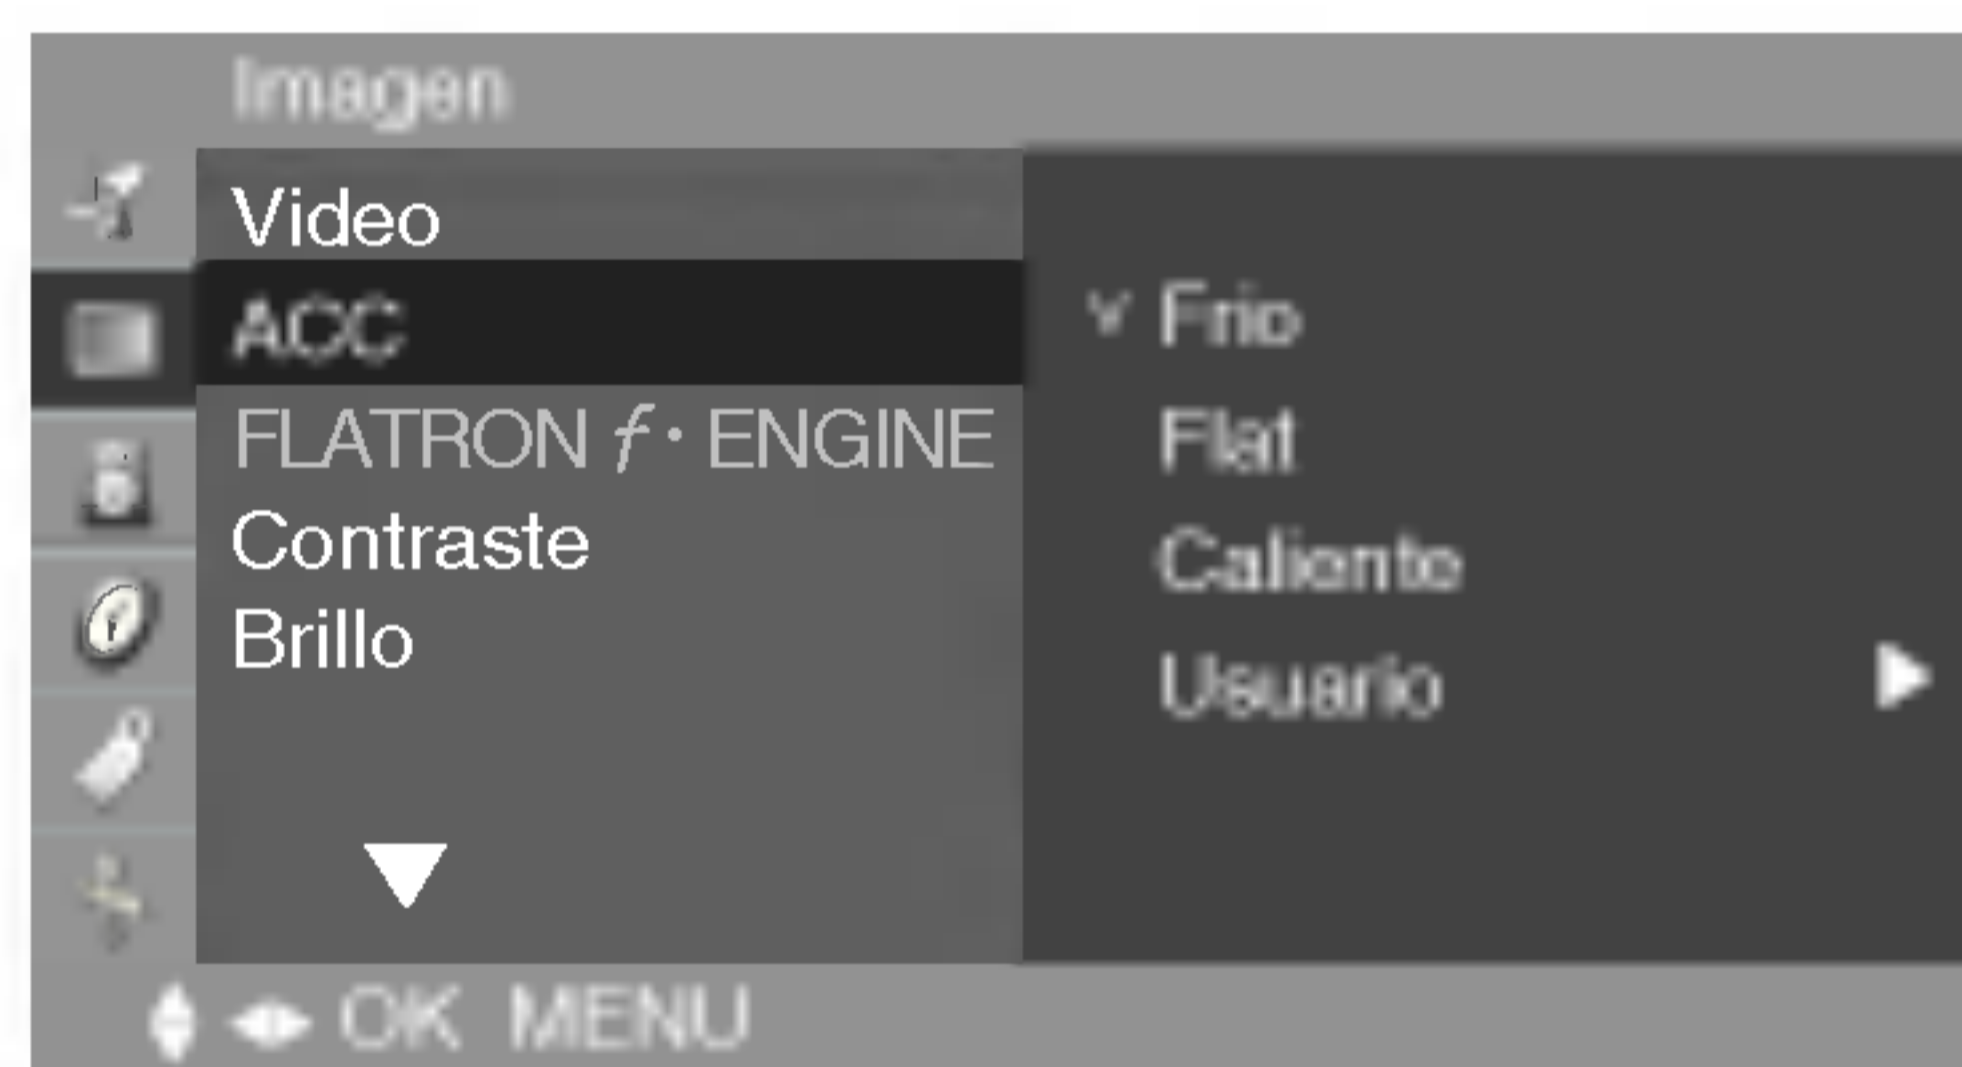 Imagen
Video
ACC
FLATRON f · ENGINE
Contraste
Brillo
Frio
Flat
Caliente
Usuario
OK MENU